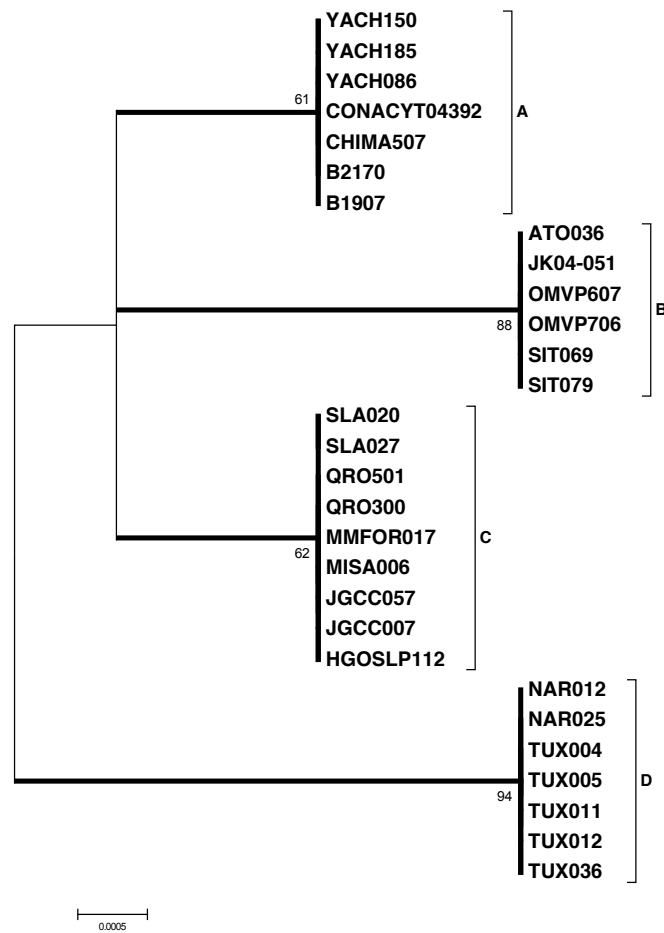 YACH150
YACH185
YACH086
61
CONACYT04392
A
CHIMA507
B2170
B1907
ATO036
JK04-051
OMVP607
B
88
OMVP706
SIT069
SIT079
SLA020
SLA027
QRO501
QRO300
MMFOR017
C
62
MISA006
JGCC057
JGCC007
HGOSLP112
NAR012
NAR025
TUX004
TUX005
D
94
TUX011
TUX012
TUX036
0.0005